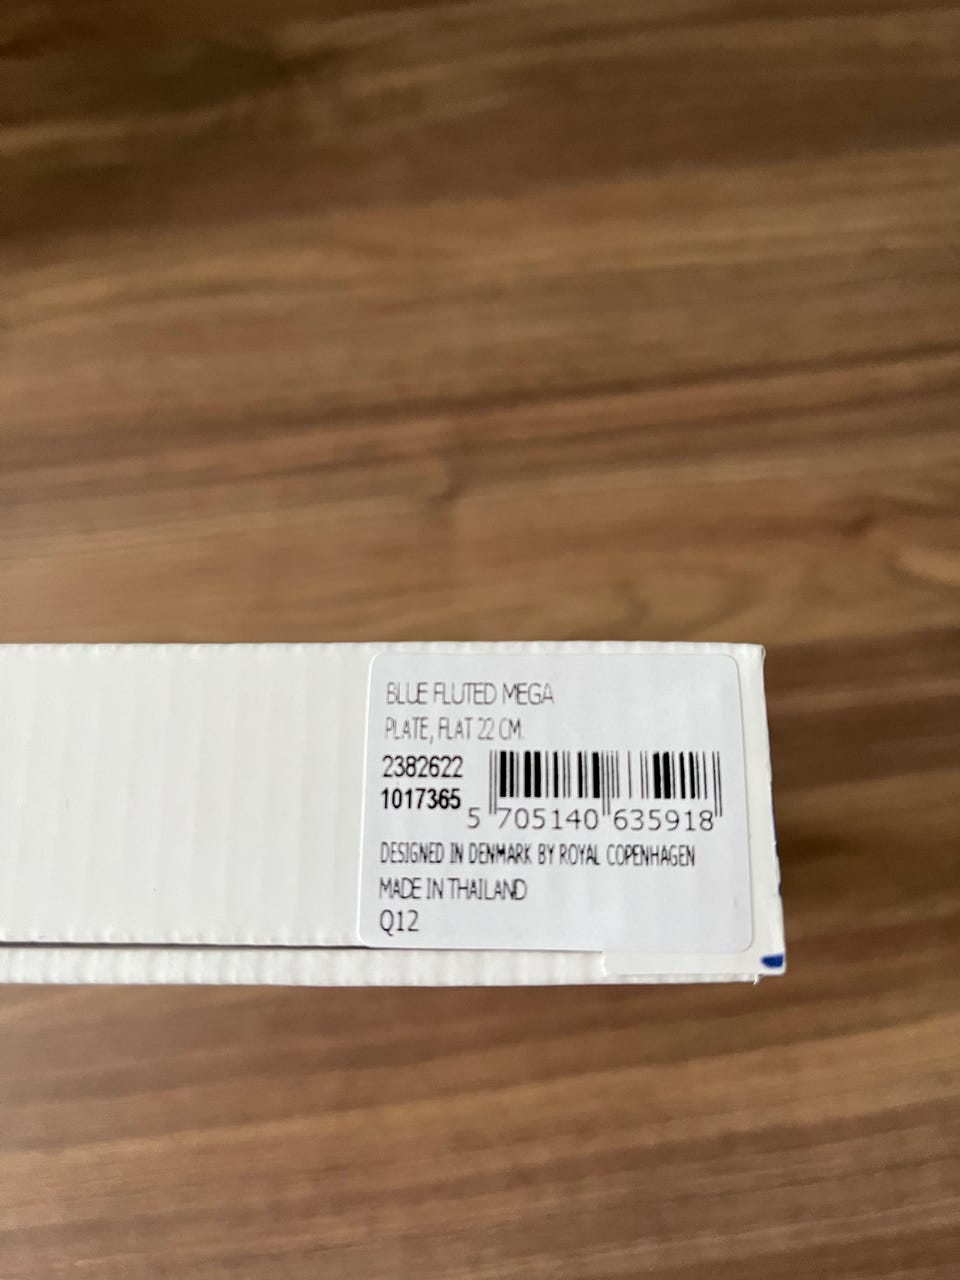 BLUE FLUTED MEGA
PLATE, FLAT 22 CM.
2382622
1017365
5 705140 635918
DESIGNED IN DENMARK BY ROYAL COPENHAGEN
MADE IN THAILAND
Q12